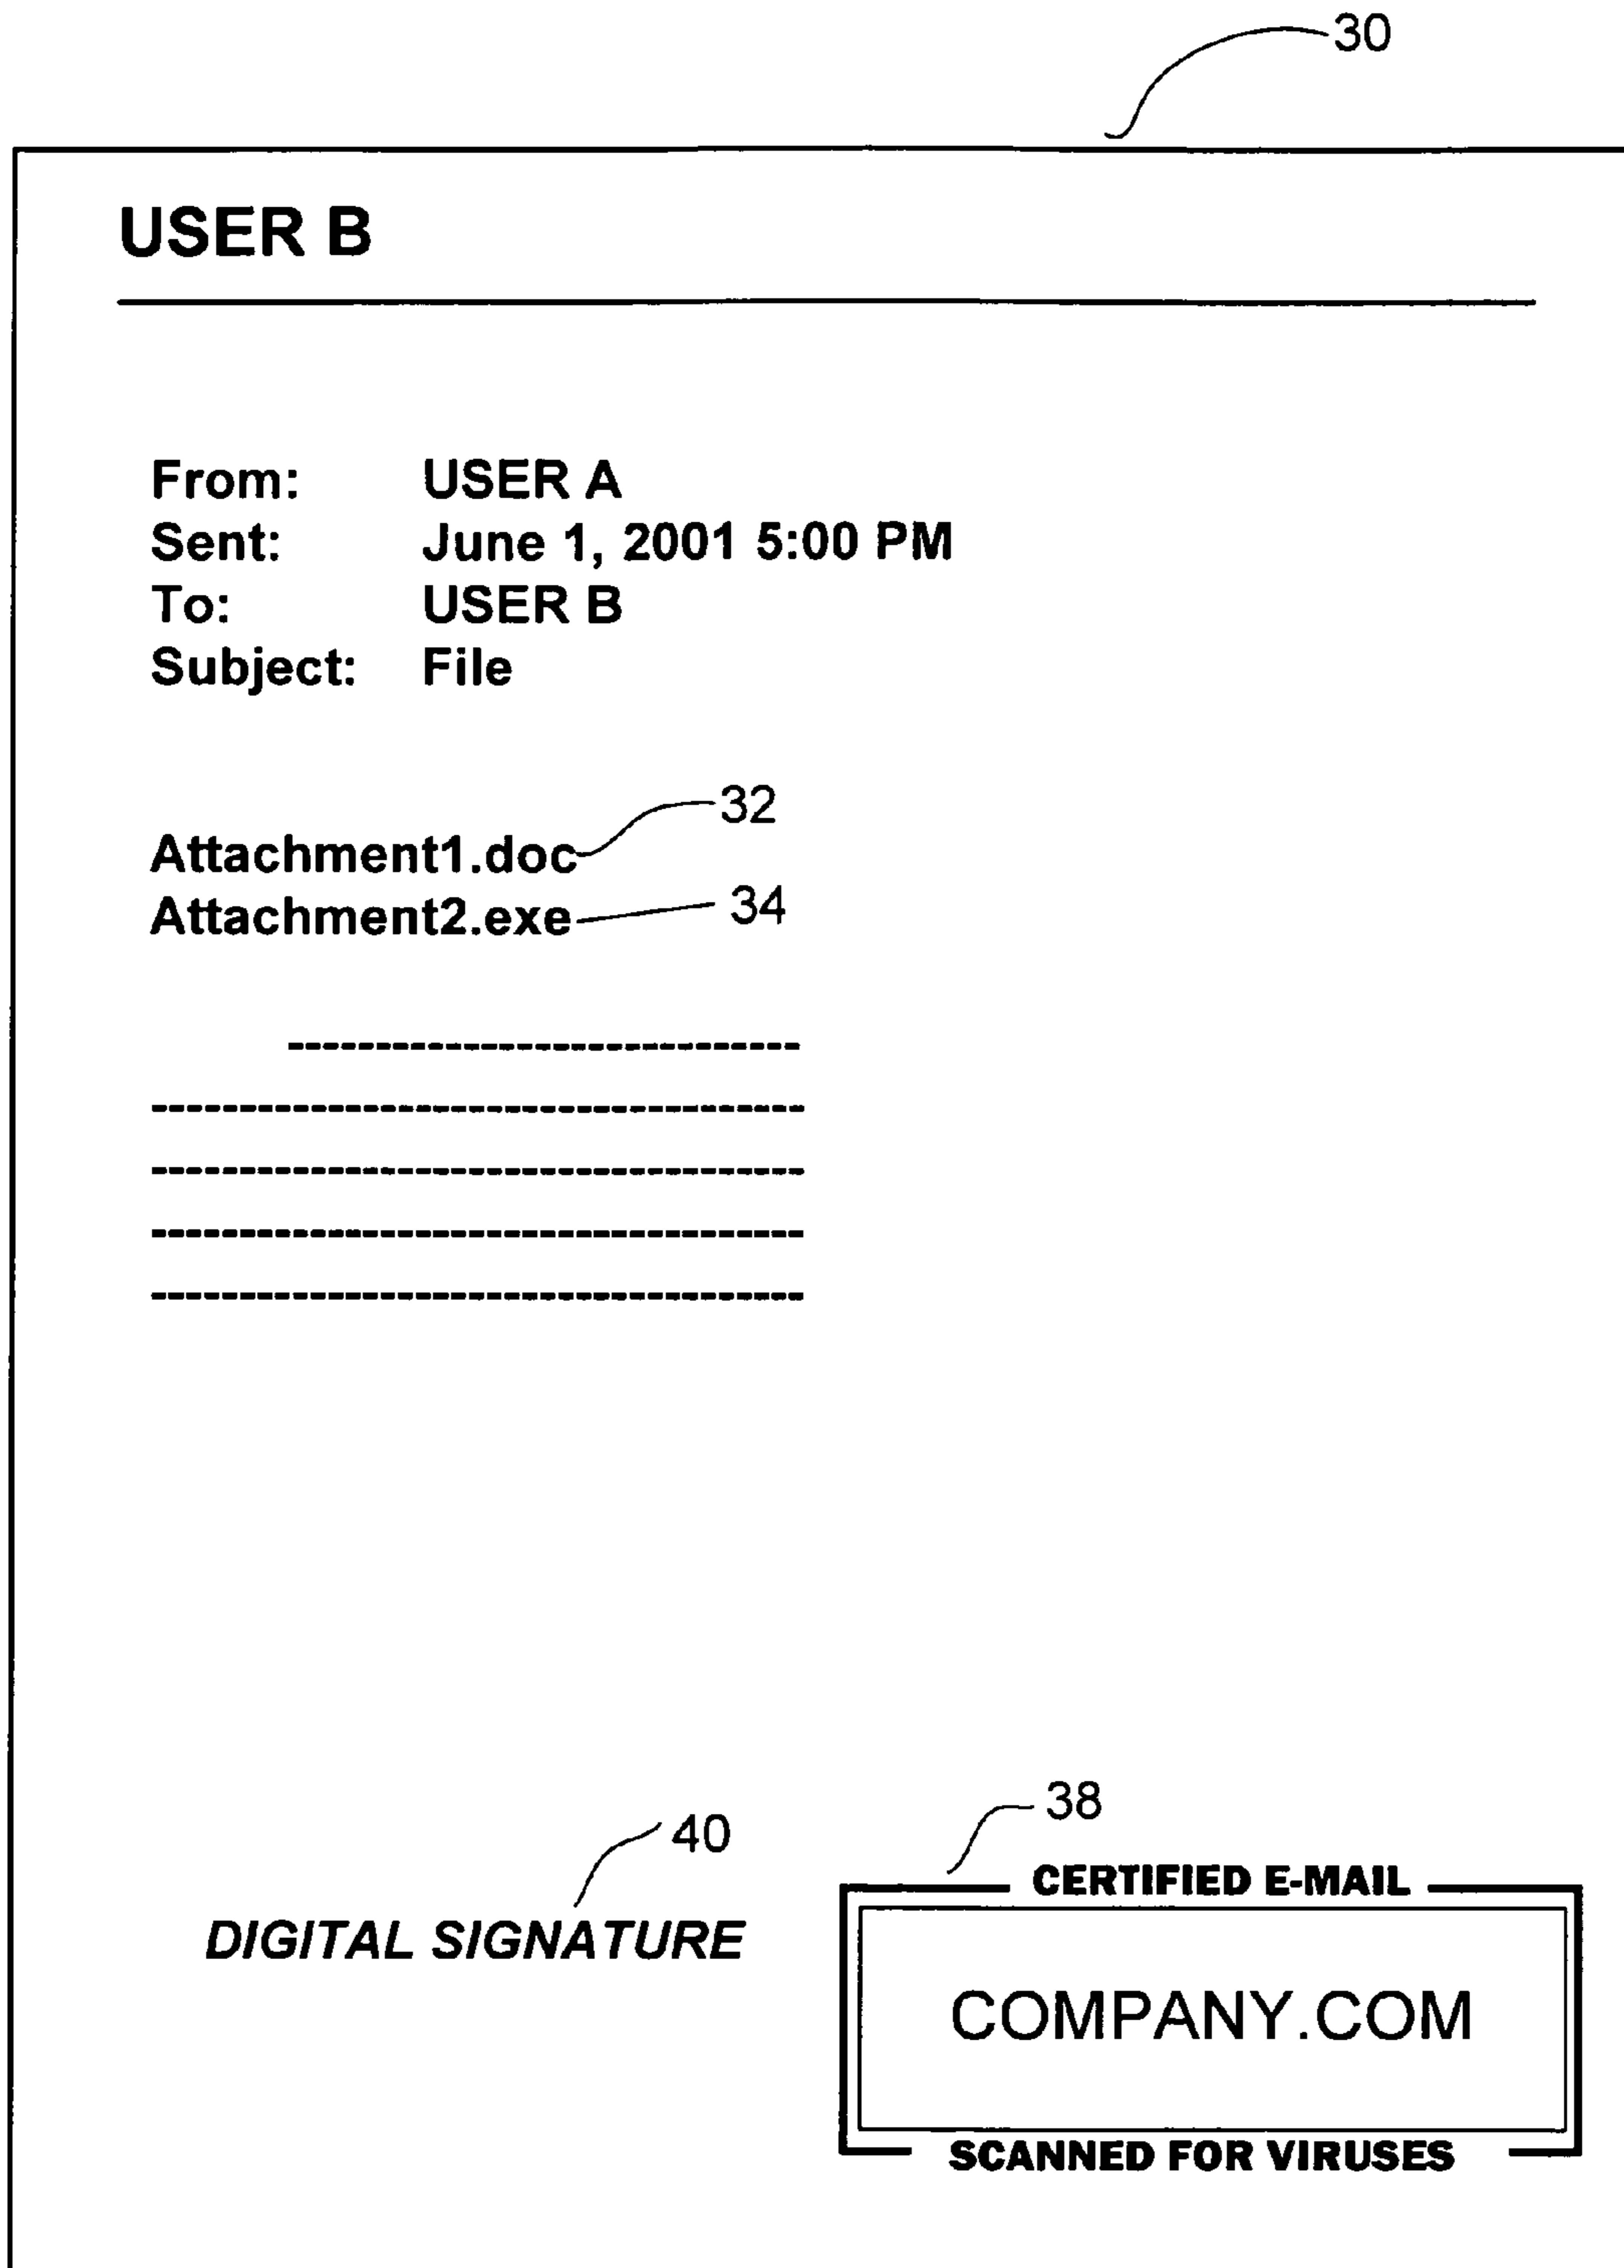 30
USER B
From: USER A
Sent: June 1, 2001 5:00 PM
To: USER B
Subject: File
32
Attachment1.doc
Attachment2.exe 34
38
40
CERTIFIED E-MAIL
DIGITAL SIGNATURE
COMPANY.COM
SCANNED FOR VIRUSES